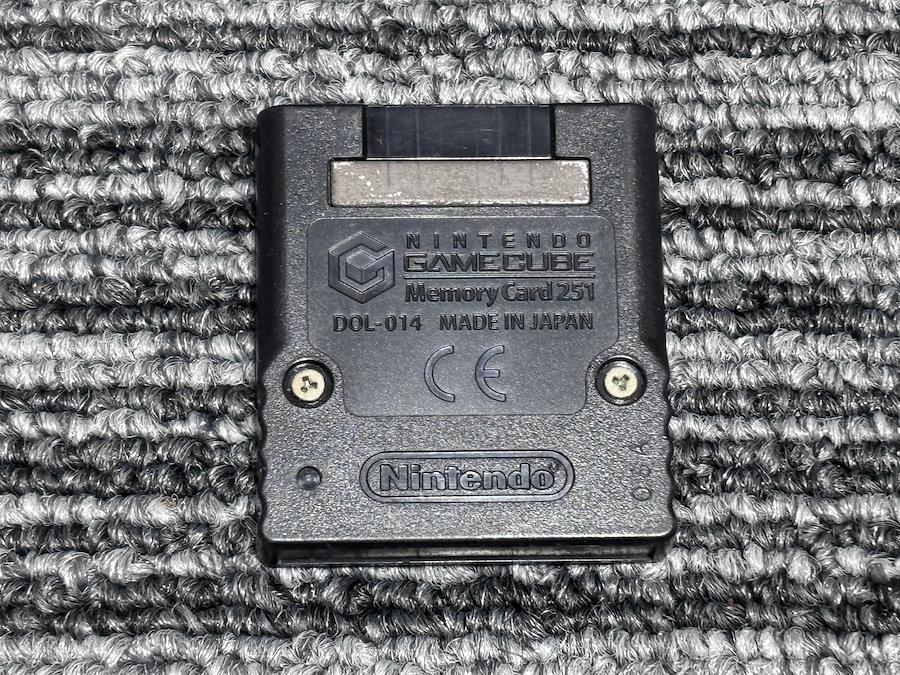 NINTENDO
GAMECUBE
Memory Card 251
DOL-014 MADE IN JAPAN
CE
Nintendo®